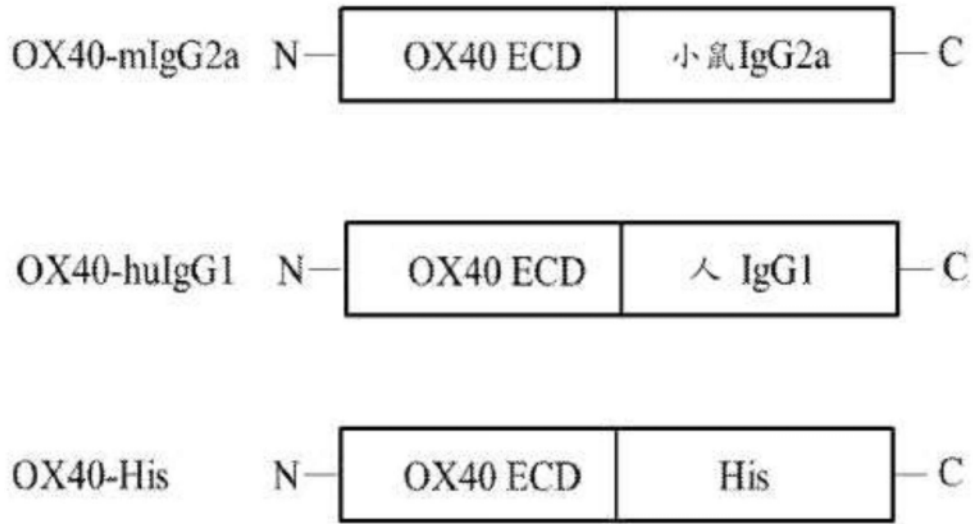 OX40-mIgG2a N OX40 ECD 小鼠IgG2a C
OX40-huIgG1 N OX40 ECD 人 IgG1 C
OX40-His N OX40 ECD His C